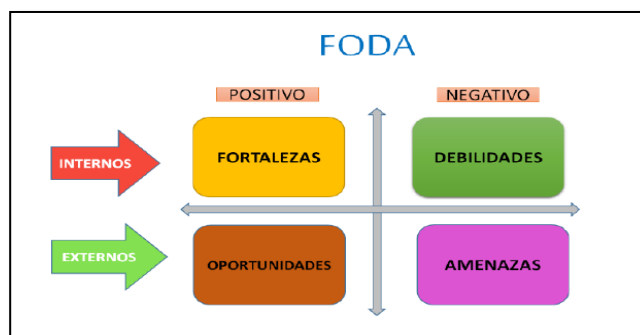 FODA
POSITIVO
NEGATIVO
INTERNOS
FORTALEZAS
DEBILIDADES
EXTERNOS
OPORTUNIDADES
AMENAZAS